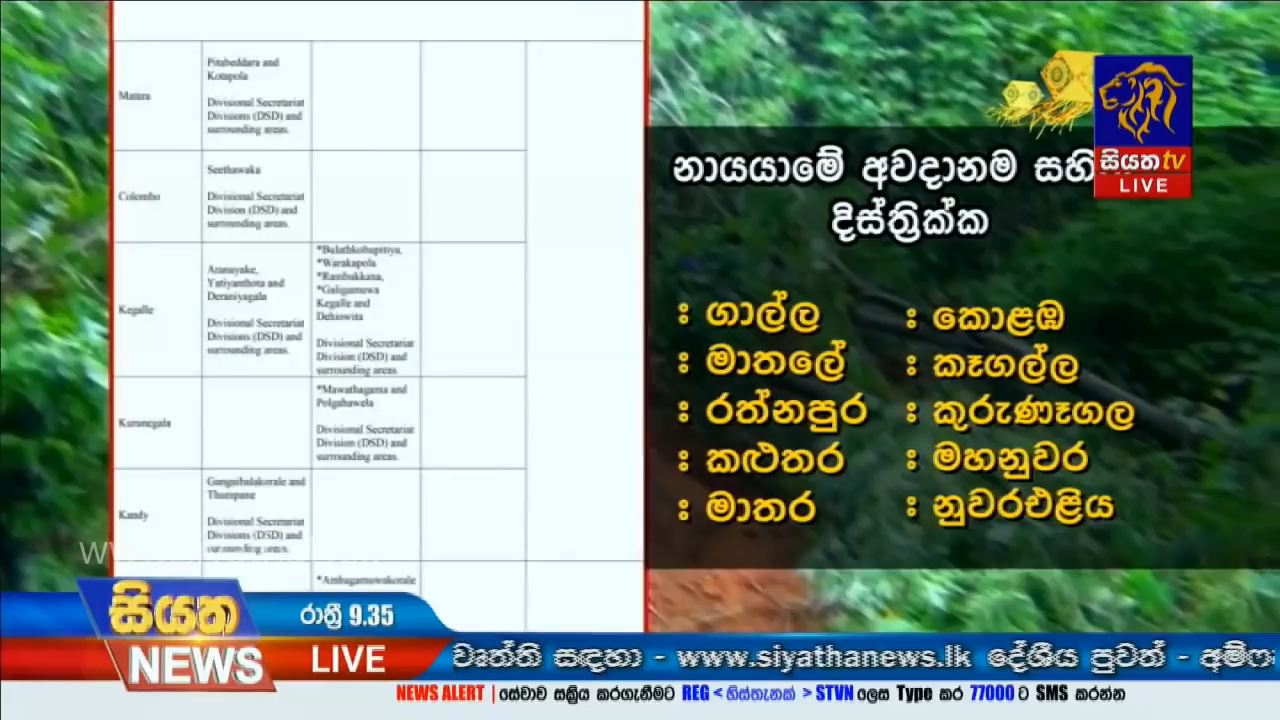 Matara
Pitabeddara and
Kotapola
Divisional Secretariat
Divisions (DSD) and
surrounding areas.
Colombo
Seethawaka
Divisional Secretariat
Division (DSD) and
surrounding areas.
Kegalle
Aranayake,
Yatiyanthota and
Deraniyagala
Divisional Secretariat
Divisions (DSD) and
surrounding areas.
*Bulathkohupitiya,
*Warakapola
*Rambukkana,
*Galigamuwa
Kegalle and
Dehiowita
Divisional Secretariat
Division (DSD) and
surrounding areas.
Kurunegala
*Mawathagama and
Polgahawela
Divisional Secretariat
Division (DSD) and
surrounding areas.
Kandy
Gangaihalakorale and
Thumpane
Divisional Secretariat
Divisions (DSD) and
surrounding areas.
*Ambagamuwakorale
නායයාමේ අවදානම
දිස්ත්‍රික්ක
: ගාල්ල
: මාතලේ
: රත්නපුර
: කළුතර
: මාතර
: කොළඹ
: කෑගල්ල
: කුරුණෑගල
: මහනුවර
: නුවරඑළිය
සියත tv
LIVE
සියත
NEWS
රාත්‍රී 9.35
LIVE
වෘත්ති සඳහා - www.siyathanews.lk දේශීය පුවත් -
NEWS ALERT | සේවාව සක්‍රිය කරගැනීමට REG < හිස්තැනක් > STVN ලෙස Type කර 77000 ට SMS කරන්න